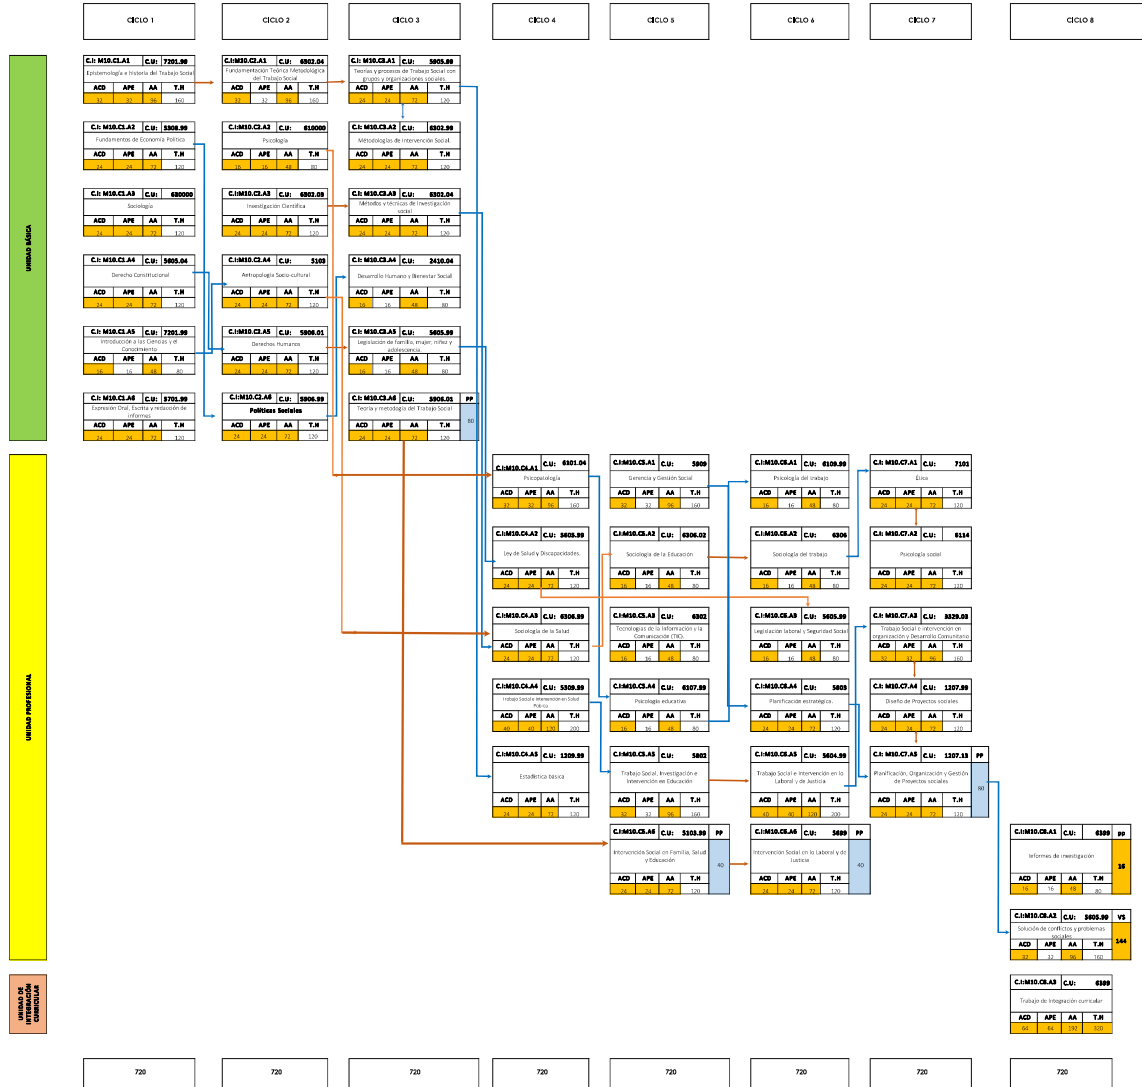 CICLO 1
CICLO 2
CICLO 3
CICLO 4
CICLO 5
CICLO 6
CICLO 7
CICLO 8
UNIDAD BÁSICA
C.I: M10.C1.A1 C.U: 7201.99
Epistemología e historia del Trabajo Social
ACD APE AA T.H
32 32 96 160
C.I:M10.C2.A1 C.U: 6302.04
Fundamentación Teórica Metodológica
del Trabajo Social
ACD APE AA T.H
32 32 96 160
C.I: M10.C3.A1 C.U: 5905.99
Teorías y procesos de Trabajo Social con
grupos y organizaciones sociales.
ACD APE AA T.H
24 24 72 120
C.I: M10.C1.A2 C.U: 5308.99
Fundamentos de Economía Política
ACD APE AA T.H
24 24 72 120
C.I:M10.C2.A2 C.U: 610000
Psicología
ACD APE AA T.H
16 16 48 80
C.I:M10.C3.A2 C.U: 6302.99
Métodologías de Intervención Social.
ACD APE AA T.H
24 24 72 120
C.I: M10.C1.A3 C.U: 630000
Sociología
ACD APE AA T.H
24 24 72 120
C.I:M10.C2.A3 C.U: 6302.03
Investigación Científica
ACD APE AA T.H
24 24 72 120
C.I:M10.C3.A3 C.U: 6302.04
Métodos y técnicas de investigación
social
ACD APE AA T.H
24 24 72 120
C.I: M10.C1.A4 C.U: 5605.04
Derecho Constitucional
ACD APE AA T.H
24 24 72 120
C.I:M10.C2.A4 C.U: 5103
Antropología Socio-cultural
ACD APE AA T.H
24 24 72 120
C.I:M10.C3.A4 C.U: 2410.04
Desarrollo Humano y Bienestar Social
ACD APE AA T.H
16 16 48 80
C.I: M10.C1.A5 C.U: 7201.99
Introducción a las Ciencias y el
Conocimiento
ACD APE AA T.H
16 16 48 80
C.I:M10.C2.A5 C.U: 5906.01
Derechos Humanos
ACD APE AA T.H
24 24 72 120
C.I:M10.C3.A5 C.U: 5605.99
Legislación de familia, mujer, niñez y
adolescencia.
ACD APE AA T.H
16 16 48 80
C.I: M10.C1.A6 C.U: 5701.99
Expresión Oral, Escrita y redacción de
informes
ACD APE AA T.H
24 24 72 120
C.I:M10.C2.A6 C.U: 5906.99
Políticas Sociales
ACD APE AA T.H
24 24 72 120
C.I:M10.C3.A6 C.U: 5906.01 PP
Teoría y metodogía del Trabajo Social
80
ACD APE AA T.H
24 24 72 120
UNIDAD PROFESIONAL
C.I:M10.C4.A1 C.U: 6101.04
Psicopatología
ACD APE AA T.H
32 32 96 160
C.I:M10.C5.A1 C.U: 5909
Gerencia y Gestión Social
ACD APE AA T.H
32 32 96 160
C.I:M10.C6.A1 C.U: 6109.99
Psicología del trabajo
ACD APE AA T.H
16 16 48 80
C.I: M10.C7.A1 C.U: 7101
Ética
ACD APE AA T.H
24 24 72 120
C.I:M10.C4.A2 C.U: 5605.99
Ley de Salud y Discapacidades.
ACD APE AA T.H
24 24 72 120
C.I:M10.C5.A2 C.U: 6306.02
Sociología de la Educación
ACD APE AA T.H
16 16 48 80
C.I:M10.C6.A2 C.U: 6306
Sociología del trabajo
ACD APE AA T.H
16 16 48 80
C.I:M10.C7.A2 C.U: 6114
Psicología social
ACD APE AA T.H
24 24 72 120
C.I:M10.C4.A3 C.U: 6306.99
Sociología de la Salud
ACD APE AA T.H
24 24 72 120
C.I:M10.C5.A3 C.U: 6302
Tecnologías de la Información y la
Comunicación (TIC).
ACD APE AA T.H
16 16 48 80
C.I:M10.C6.A3 C.U: 5605.99
Legislación laboral y Seguridad Social
ACD APE AA T.H
16 16 48 80
C.I:M10.C7.A3 C.U: 3329.03
Trabajo Social e intervención en
organización y Desarrollo Comunitario
ACD APE AA T.H
32 32 96 160
C.I:M10.C4.A4 C.U: 5309.99
Trabajo Social e Intervención en Salud
Pública
ACD APE AA T.H
40 40 120 200
C.I:M10.C5.A4 C.U: 6107.99
Psicología educativa
ACD APE AA T.H
16 16 48 80
C.I:M10.C6.A4 C.U: 5603
Planificación estratégica.
ACD APE AA T.H
24 24 72 120
C.I:M10.C7.A4 C.U: 1207.99
Diseño de Proyectos sociales
ACD APE AA T.H
24 24 72 120
C.I:M10.C4.A5 C.U: 1209.99
Estadística básica
ACD APE AA T.H
24 24 72 120
C.I:M10.C5.A5 C.U: 5802
Trabajo Social, Investigación e
Intervención en Educación
ACD APE AA T.H
32 32 96 160
C.I:M10.C6.A5 C.U: 5604.99
Trabajo Social e Intervención en lo
Laboral y de Justicia
ACD APE AA T.H
40 40 120 200
C.I:M10.C7.A5 C.U: 1207.13 PP
Planificación, Organización y Gestión
de Proyectos sociales
80
ACD APE AA T.H
24 24 72 120
C.I:M10.C5.A6 C.U: 5103.99 PP
Intervención Social en Familia, Salud
y Educación
40
ACD APE AA T.H
24 24 72 120
C.I:M10.C6.A6 C.U: 5699 PP
Intervención Social en lo Laboral y de
Justicia
40
ACD APE AA T.H
24 24 72 120
C.I:M10.C8.A1 C.U: 6399 pp
Informes de investigación
16
ACD APE AA T.H
16 16 48 80
C.I:M10.C8.A2 C.U: 5605.99 VS
Solución de conflictos y problemas
sociales
144
ACD APE AA T.H
32 32 96 160
UNIDAD DE
INTEGRACIÓN
CURRICULAR
C.I:M10.C8.A3 C.U: 6399
Trabajo de Integración curricular
ACD APE AA T.H
64 64 192 320
720
720
720
720
720
720
720
720